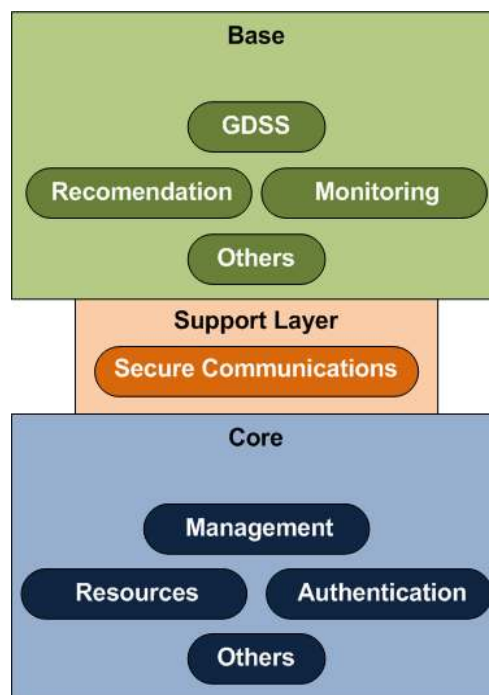 Base
GDSS
Recomendation
Monitoring
Others
Support Layer
Secure Communications
Core
Management
Resources
Authentication
Others